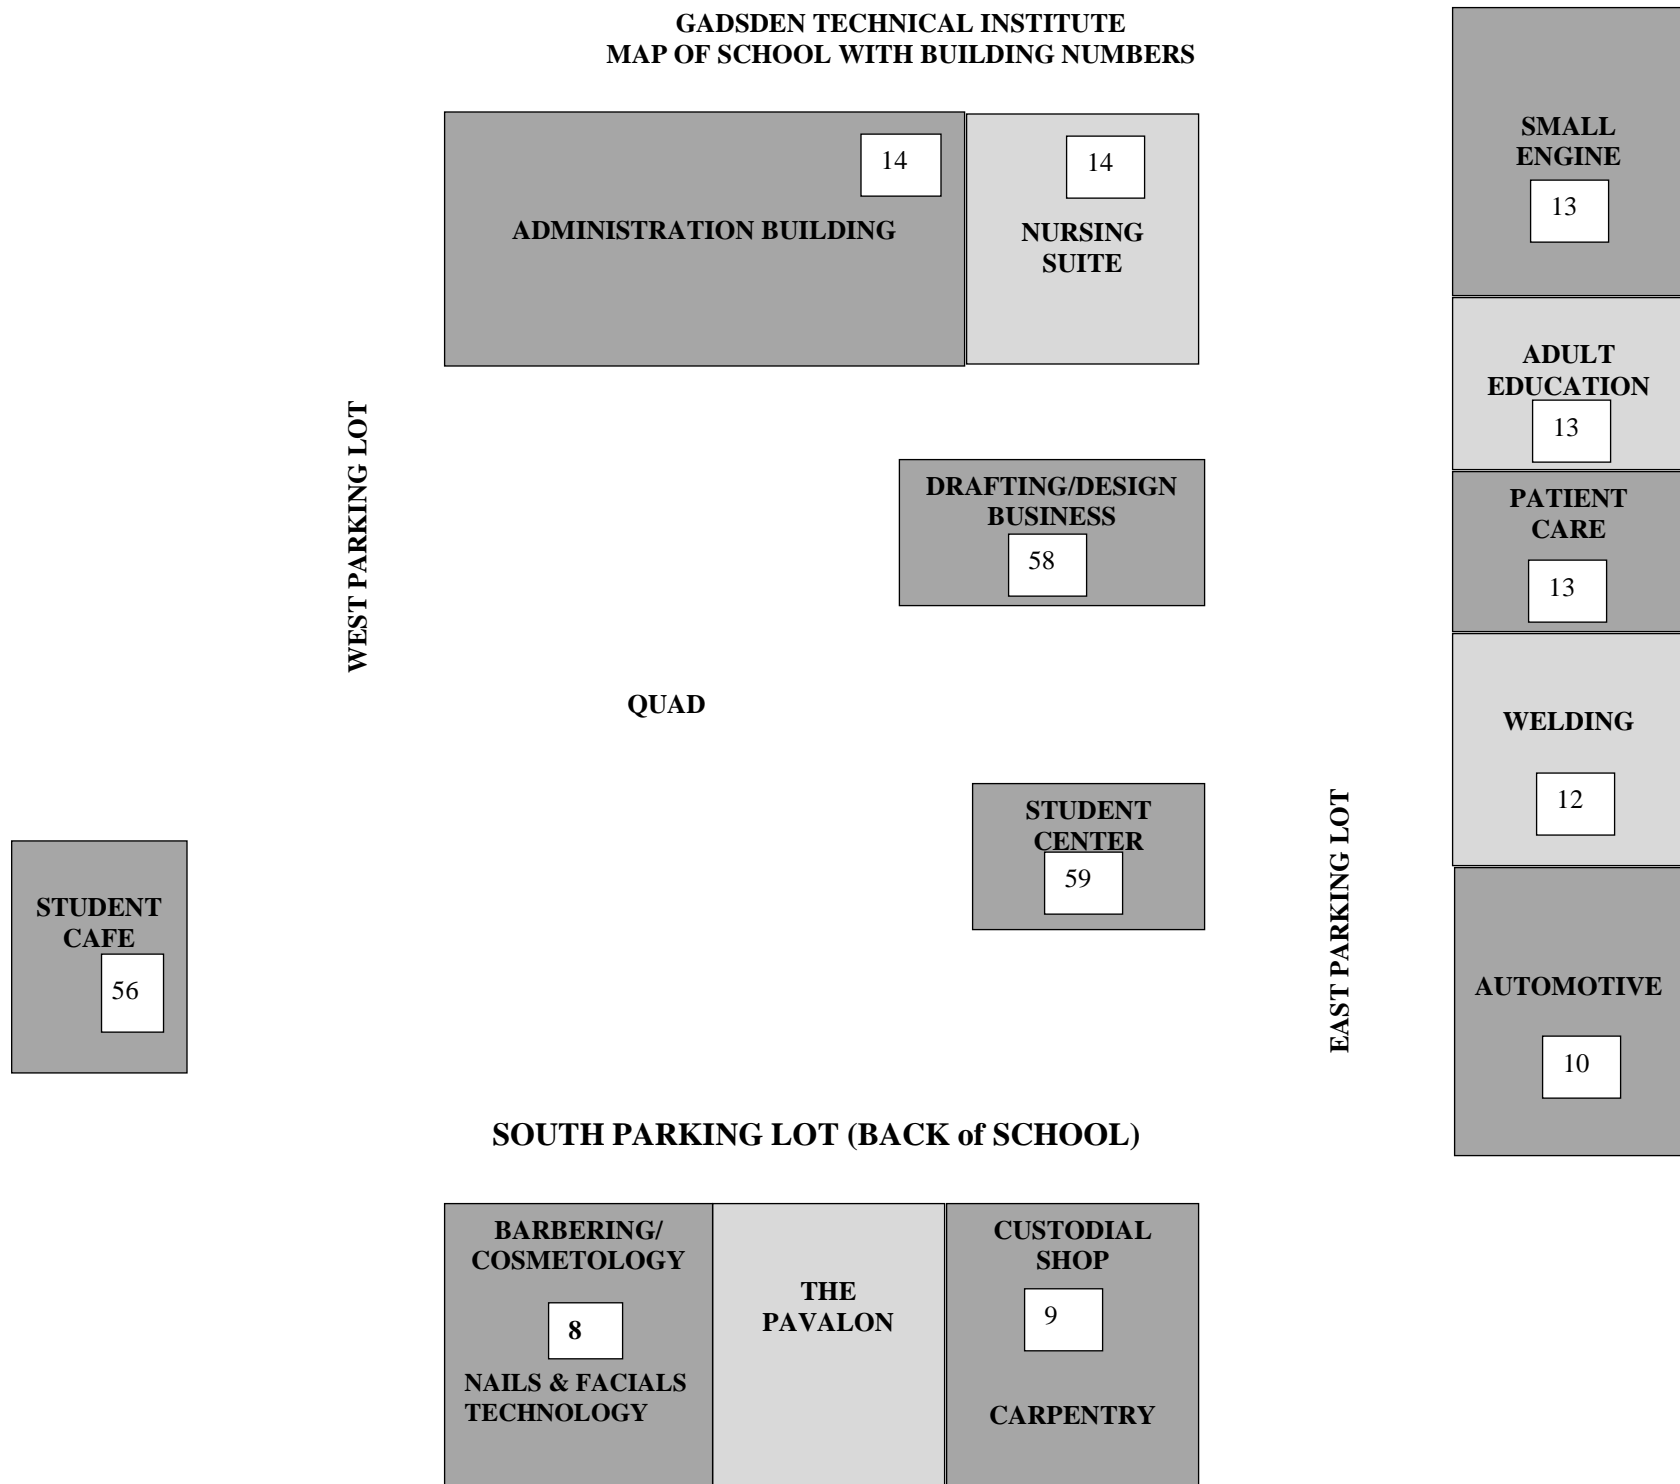 GADSDEN TECHNICAL INSTITUTE
MAP OF SCHOOL WITH BUILDING NUMBERS
14
ADMINISTRATION BUILDING
14
NURSING
SUITE
SMALL
ENGINE
13
ADULT
EDUCATION
13
PATIENT
CARE
13
WEST PARKING LOT
DRAFTING/DESIGN
BUSINESS
58
QUAD
WELDING
12
STUDENT
CENTER
59
EAST PARKING LOT
STUDENT
CAFE
56
AUTOMOTIVE
10
SOUTH PARKING LOT (BACK of SCHOOL)
BARBERING/
COSMETOLOGY
8
NAILS & FACIALS
TECHNOLOGY
THE
PAVALON
CUSTODIAL
SHOP
9
CARPENTRY